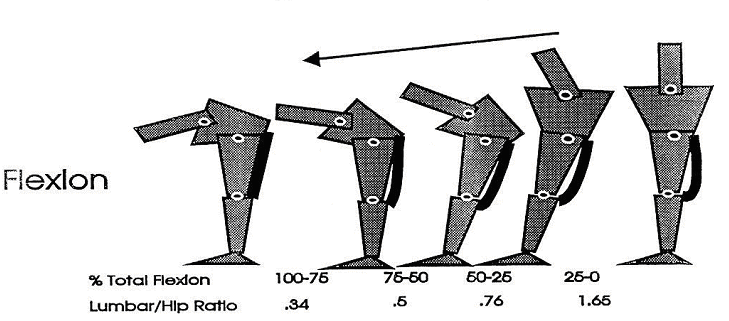 Flexion
% Total Flexion 100-75 75-50 50-25 25-0
Lumbar/Hip Ratio .34 .5 .76 1.65